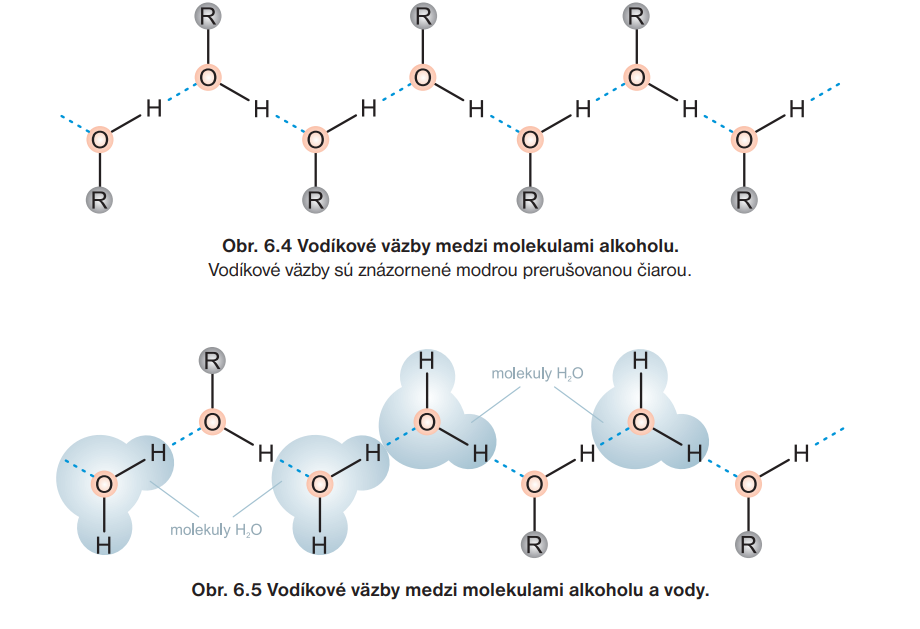 R R R
O O O
H H H H H H H
O O O O
R R R R
Obr. 6.4 Vodíkové väzby medzi molekulami alkoholu.
Vodíkové väzby sú znázornené modrou prerušovanou čiarou.
R H H
molekuly H₂O
O O O
H H H H H H H
O O O O
molekuly H₂O
H H R R
Obr. 6.5 Vodíkové väzby medzi molekulami alkoholu a vody.